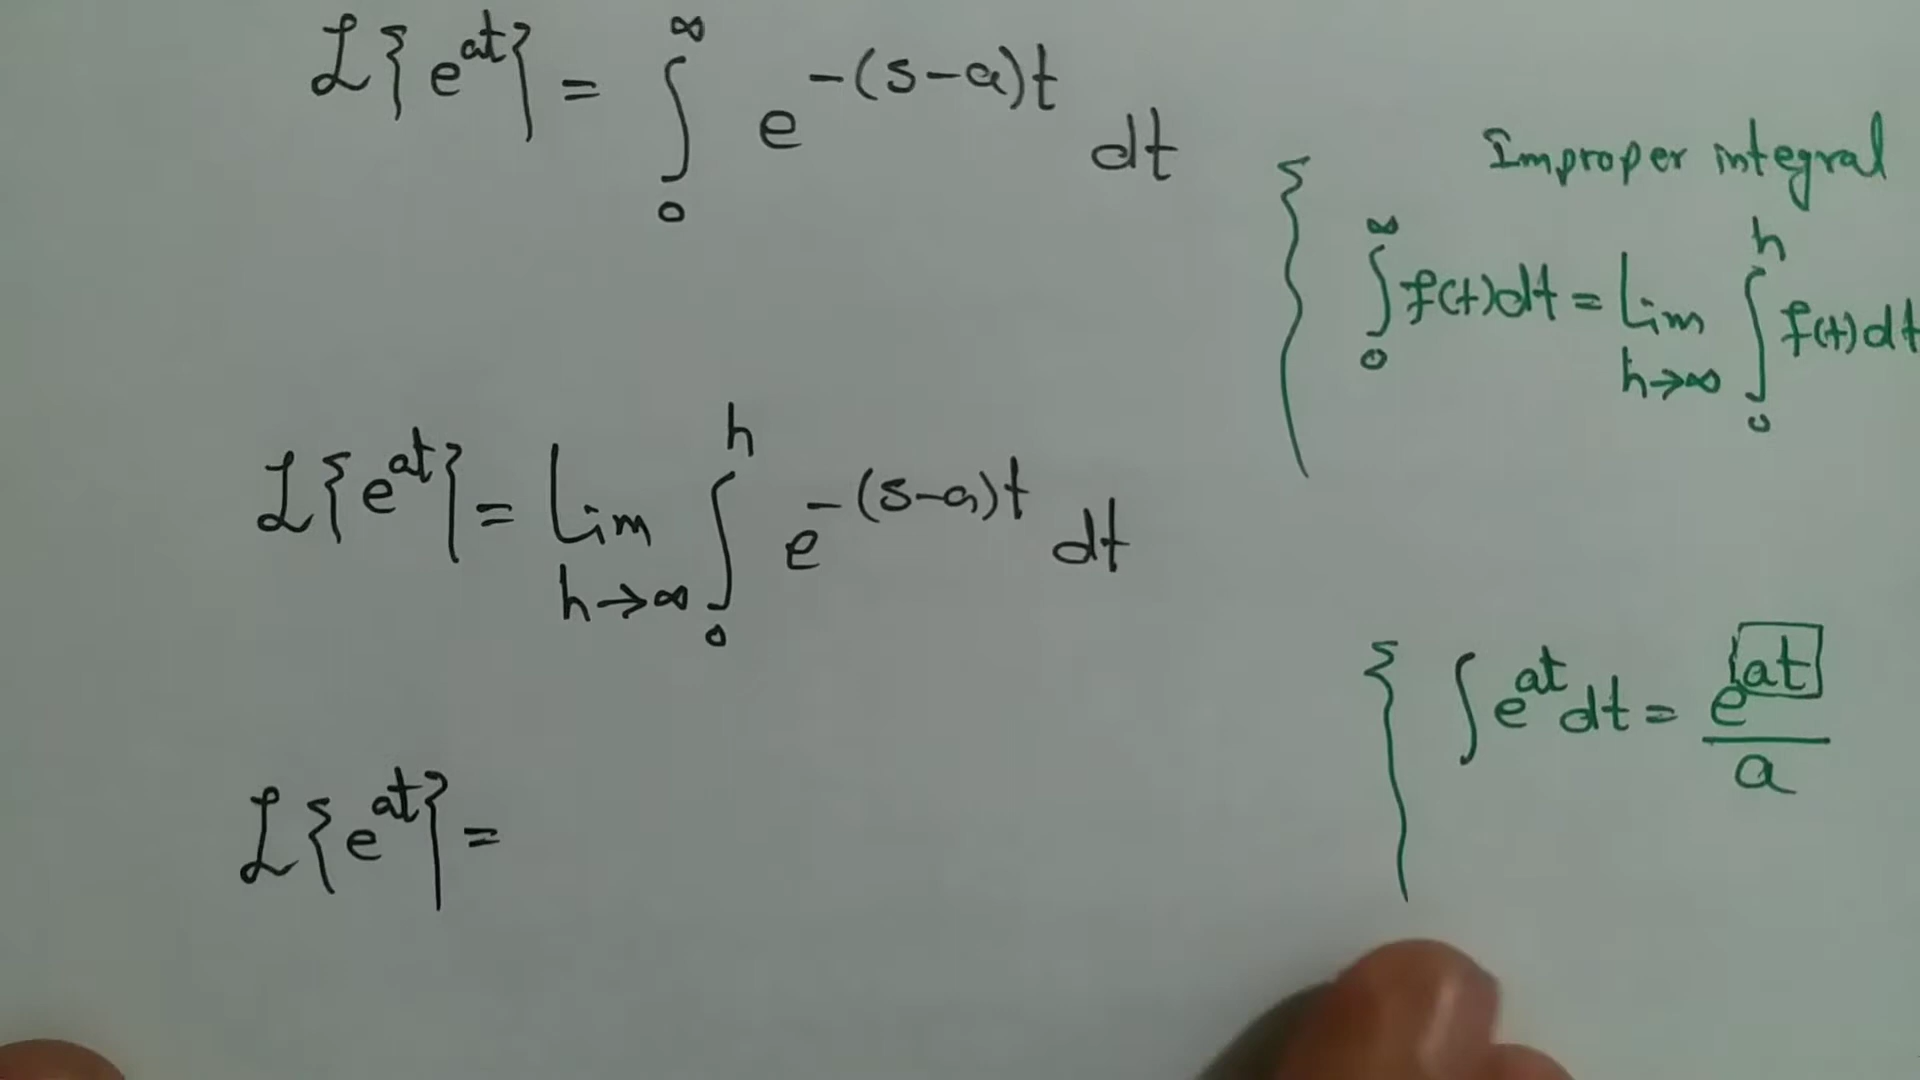 ℒ{e^{at}} = ∫_0^∞ e^{-(s-a)t} dt
Improper integral
∫_0^∞ f(t)dt = Lim_{h→∞} ∫_0^h f(t)dt
ℒ{e^{at}} = Lim_{h→∞} ∫_0^h e^{-(s-a)t} dt
∫ e^{at} dt = e^{at}/a
ℒ{e^{at}} =